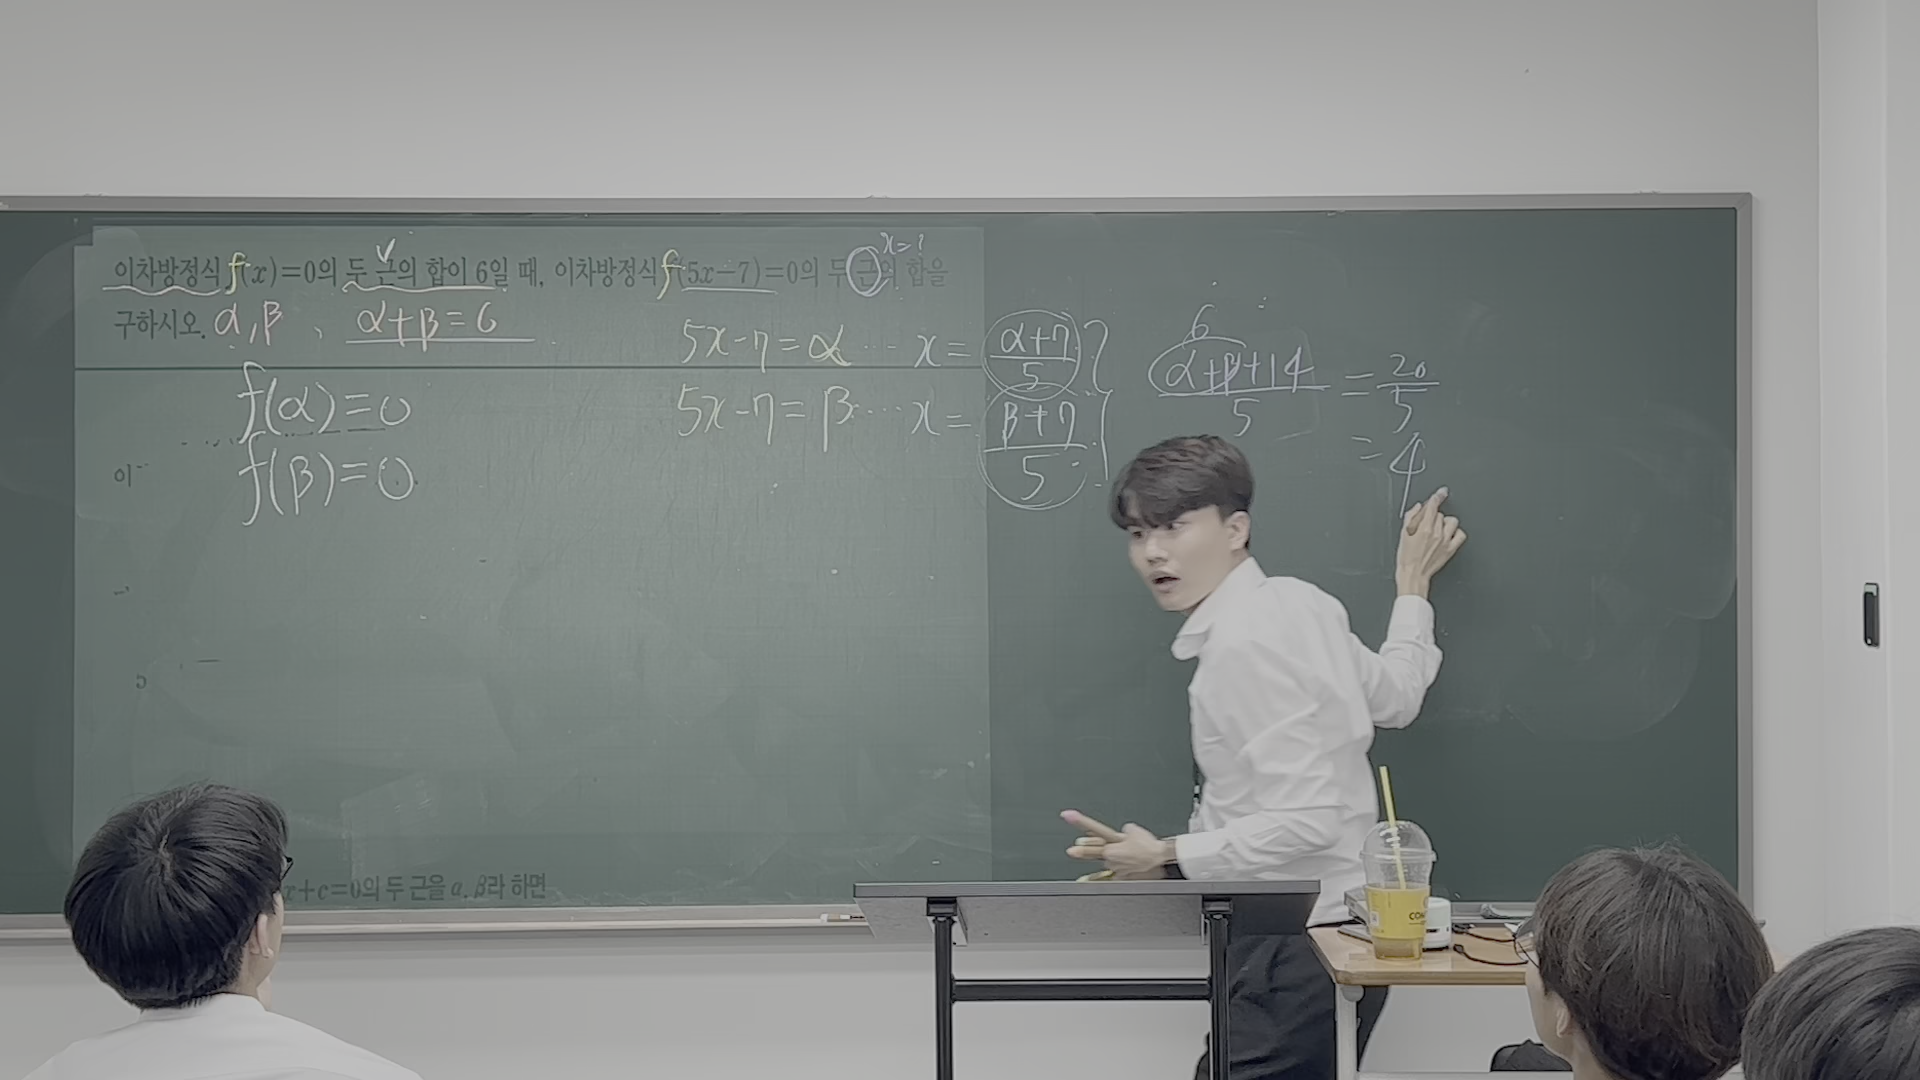 이차방정식 f(x)=0의 두 근의 합이 6일 때, 이차방정식 f(5x-7)=0의 두 근의 합을
x=?
구하시오. α, β, α+β=6
f(α)=0
f(β)=0
5x-7=α … x= (α+7)/5
5x-7=β … x= (β+7)/5
6
(α+β+14)/5 = 20/5
=4
x+c=0의 두 근을 α, β라 하면